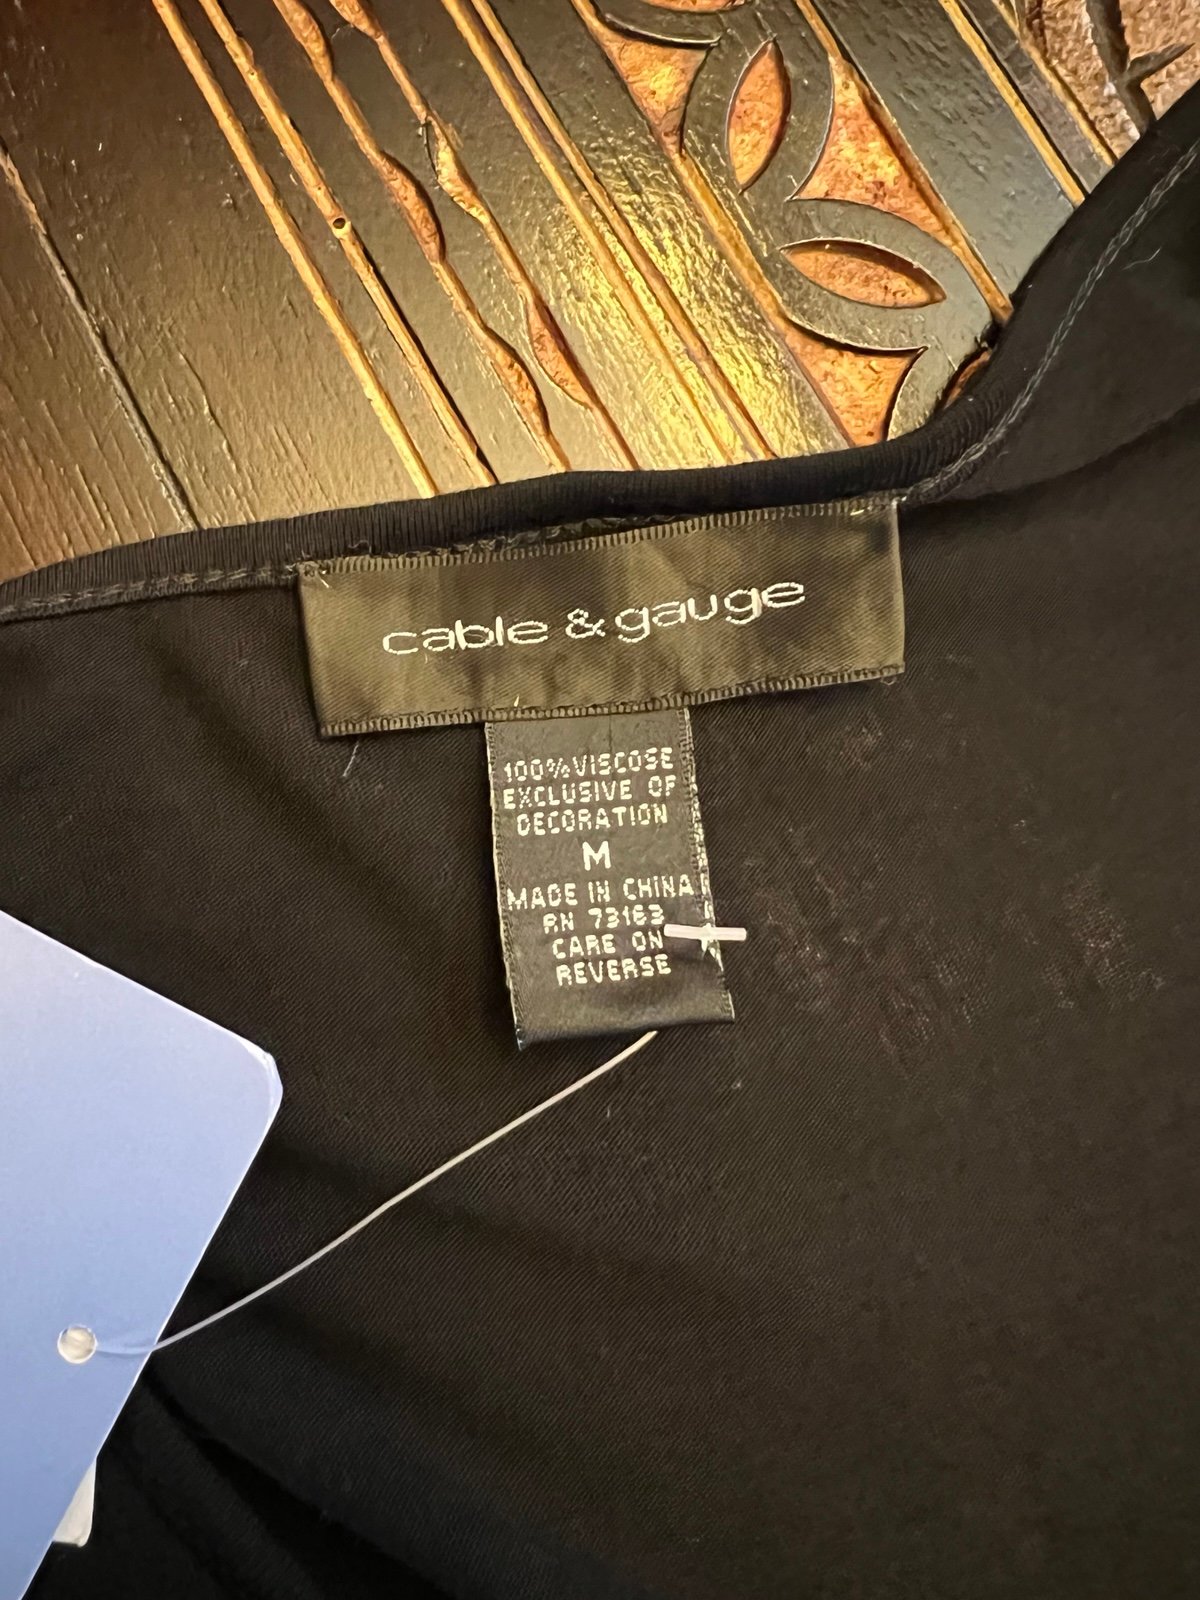 cable & gauge
100% VISCOSE
EXCLUSIVE OF
DECORATION
M
MADE IN CHINA
RN 73163
CARE ON
REVERSE